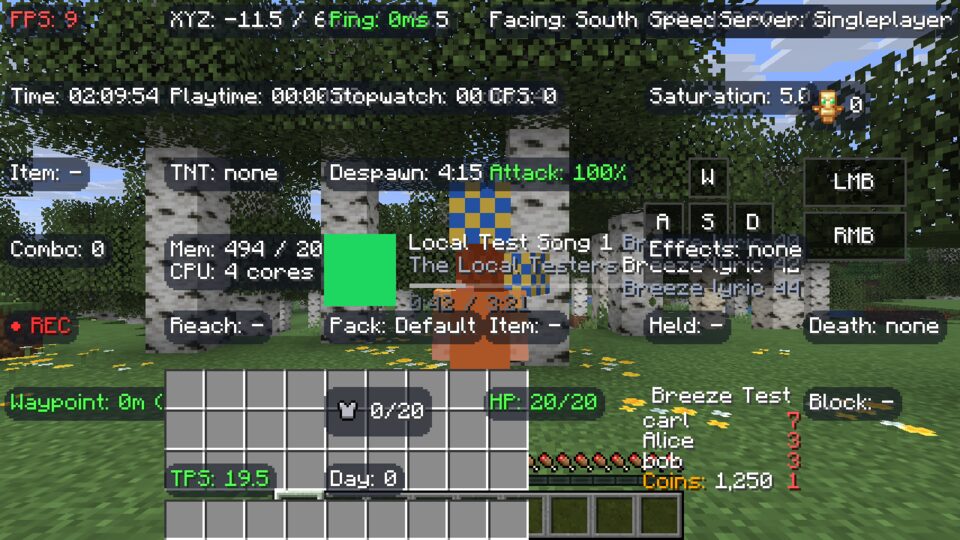 FPS: 9
XYZ: -11.5 / 6
Ping: 0ms 5
Facing: South
Speed
Server: Singleplayer
Time: 02:09:54
Playtime: 00:00
Stopwatch: 00
CPS: 0
Saturation: 5.0
0
Item: -
TNT: none
Despawn: 4:15
Attack: 100%
W
LMB
A S D
RMB
Combo: 0
Mem: 494 / 20
CPU: 4 cores
Local Test Song 1
The Local Testers
0:42 / 3:21
Effects: none
Breeze lyric
Breeze lyric 44
● REC
Reach: -
Pack: Default
Item: -
Held: -
Death: none
Waypoint: 0m (
0/20
HP: 20/20
Block: -
Breeze Test
carl 7
Alice 3
bob 3
Coins: 1,250 1
TPS: 19.5
Day: 0